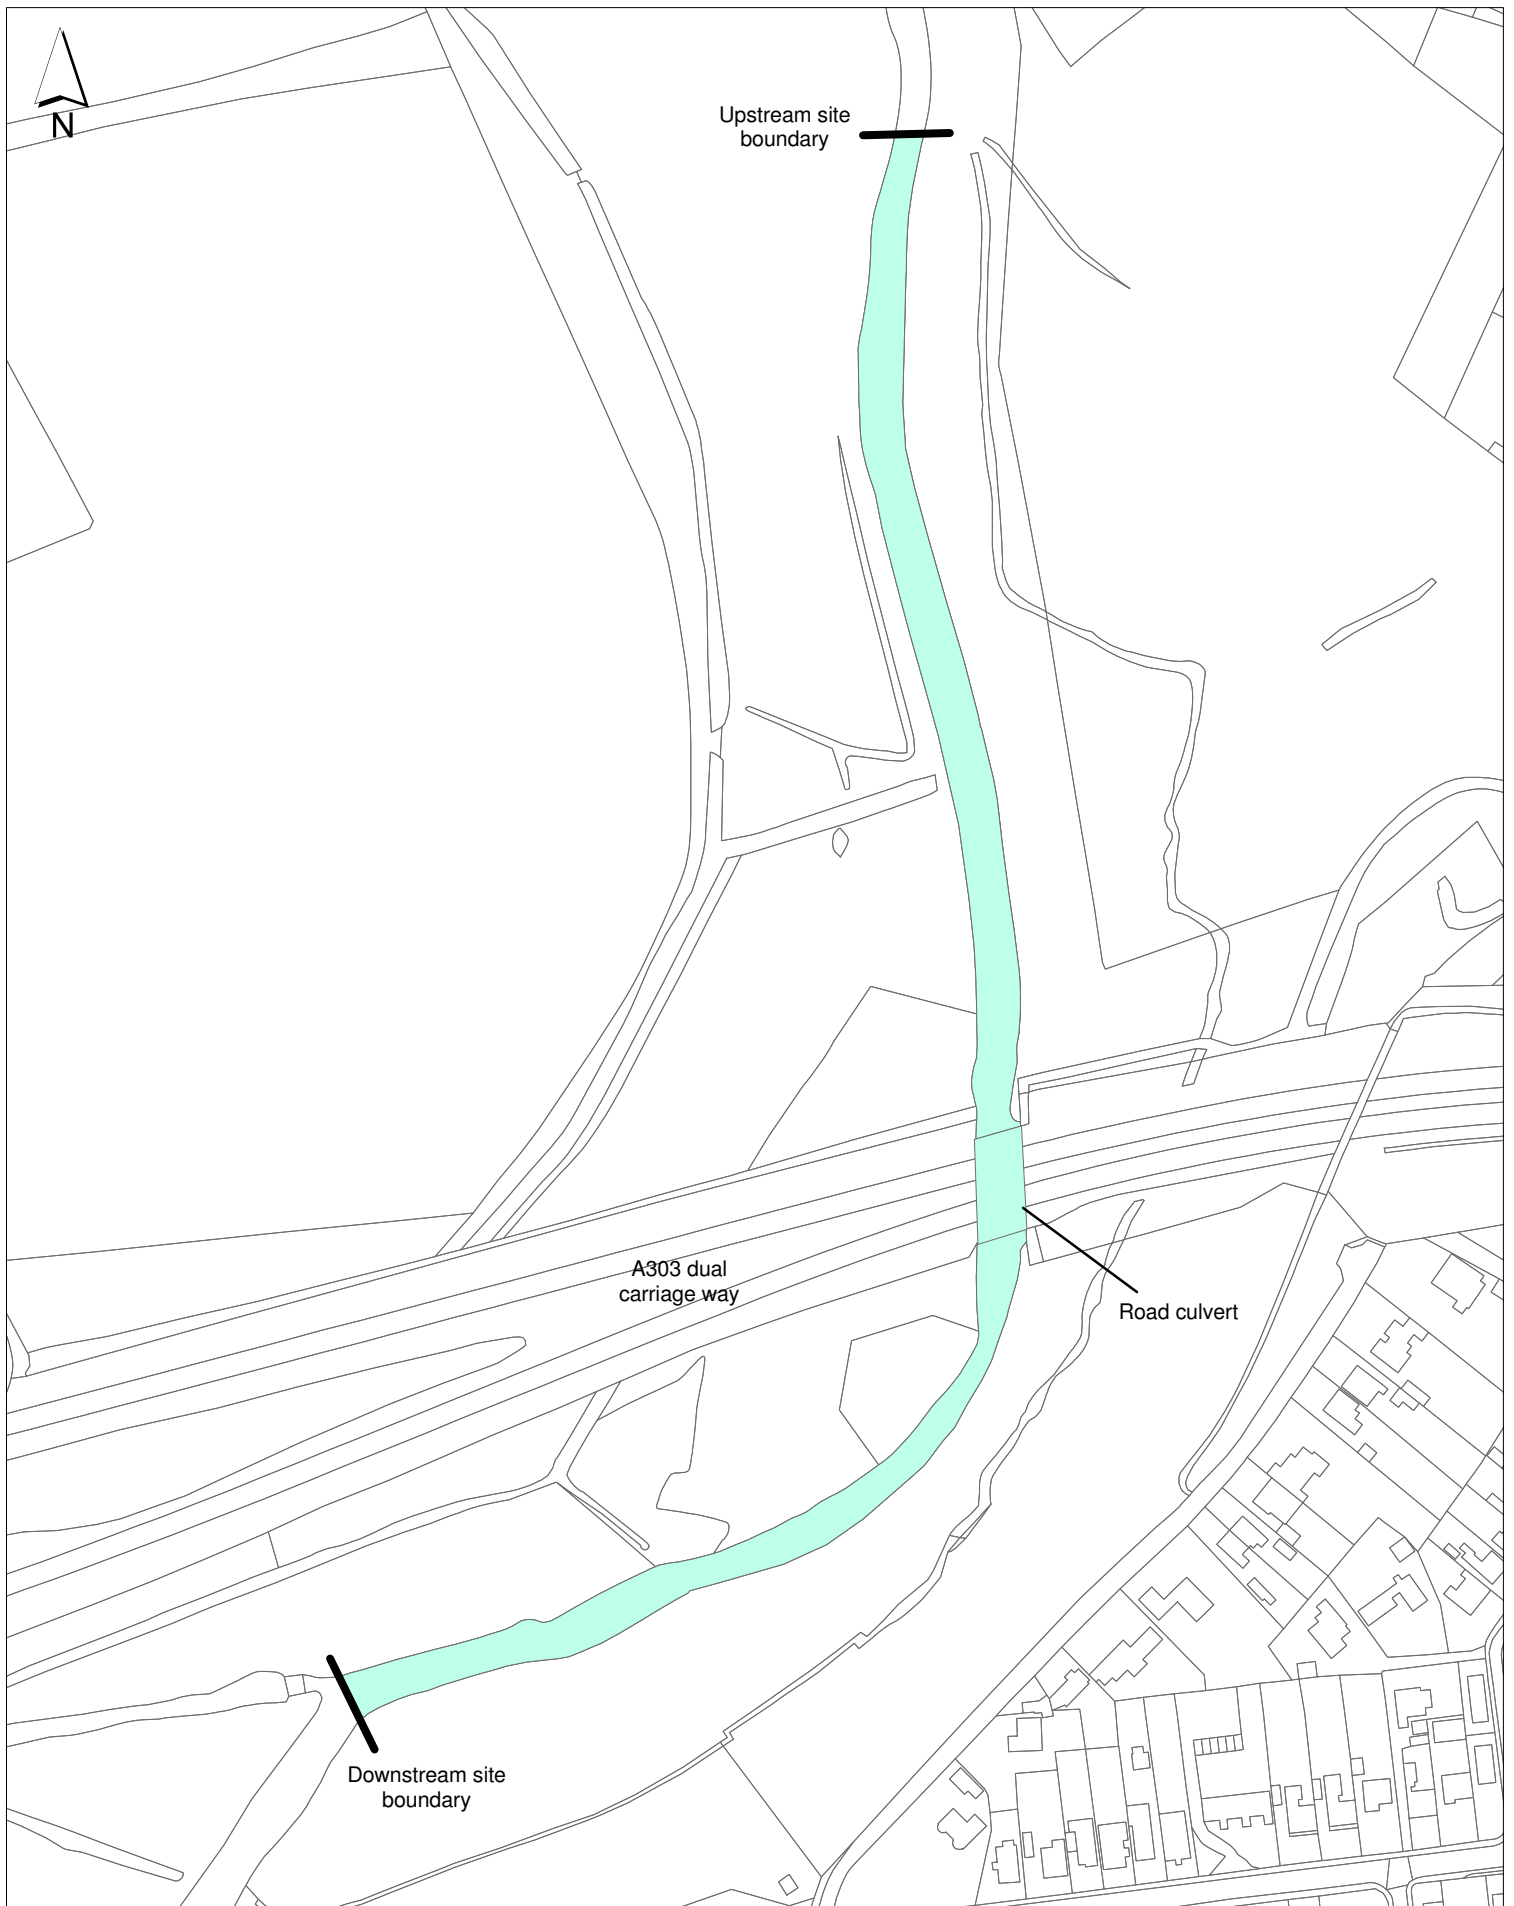 N
Upstream site
boundary
A303 dual
carriage way
Road culvert
Downstream site
boundary